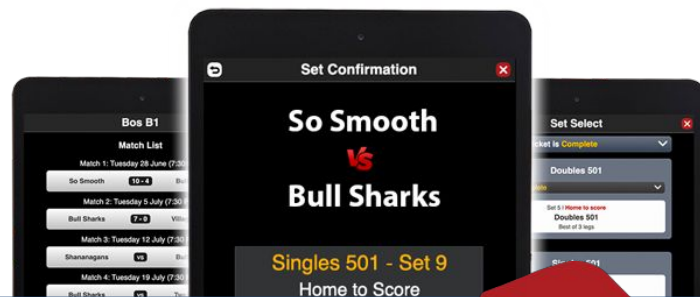 Bos B1
Match List
Match 1: Tuesday 28 June (7:30
So Smooth 10 - 4
Match 2: Tuesday 5 July (7:30
Bull Sharks 7 - 0
Match 3: Tuesday 12 July (7:30
Shananagans vs
Match 4: Tuesday 19 July (7:30
Bull Sharks vs
Set Confirmation
So Smooth
Vs
Bull Sharks
Singles 501 - Set 9
Home to Score
Set Select
is Complete
Doubles 501
Set 5 / Home to score
Doubles 501
Best of 3 legs
501